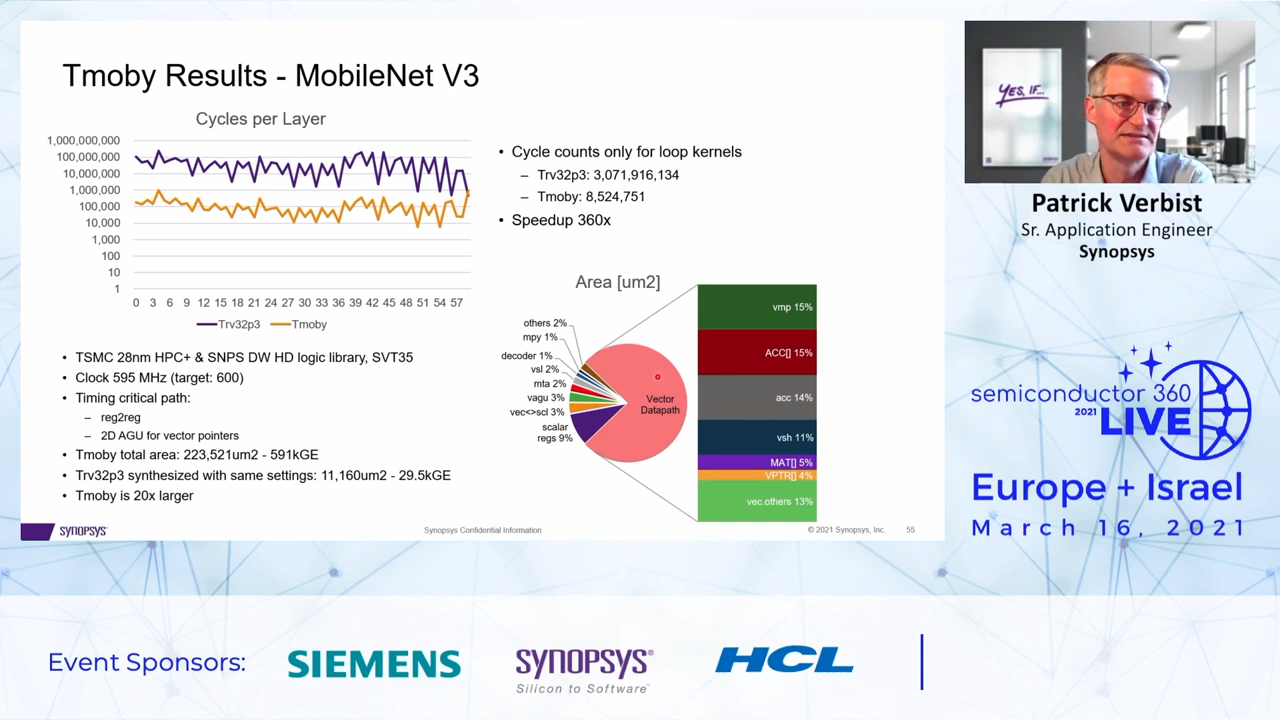 Tmoby Results - MobileNet V3
Cycles per Layer
1,000,000,000
100,000,000
10,000,000
1,000,000
100,000
10,000
1,000
100
10
1
0 3 6 9 12 15 18 21 24 27 30 33 36 39 42 45 48 51 54 57
Trv32p3 Tmoby
• TSMC 28nm HPC+ & SNPS DW HD logic library, SVT35
• Clock 595 MHz (target: 600)
• Timing critical path:
– reg2reg
– 2D AGU for vector pointers
• Tmoby total area: 223,521um2 - 591kGE
• Trv32p3 synthesized with same settings: 11,160um2 - 29.5kGE
• Tmoby is 20x larger
• Cycle counts only for loop kernels
– Trv32p3: 3,071,916,134
– Tmoby: 8,524,751
• Speedup 360x
Area [um2]
others 2%
mpy 1%
decoder 1%
vsl 2%
mta 2%
vagu 3%
vec<>scl 3%
scalar
regs 9%
Vector
Datapath
vmp 15%
ACC[] 15%
acc 14%
vsh 11%
MAT[] 5%
VPTR[] 4%
vec.others 13%
SYNOPSYS®
Synopsys Confidential Information
© 2021 Synopsys, Inc.
55
YES, IF...
Patrick Verbist
Sr. Application Engineer
Synopsys
semiconductor 360
2021 LIVE
Europe + Israel
March 16, 2021
Event Sponsors:
SIEMENS
SYNOPSYS®
Silicon to Software™
HCL